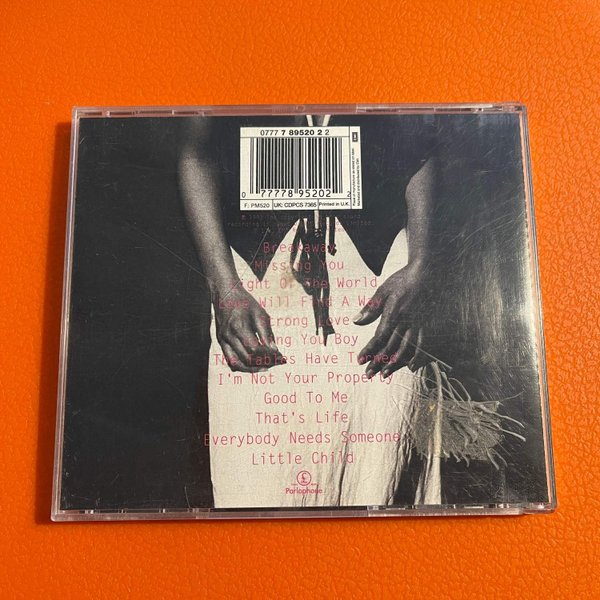 0777 7 89520 2 2
0 77778 95202 2
F: PM520 UK: CDPCS 7365 Printed in U.K.
Breakaway
Missing You
Light Of The World
Love Will Find A Way
Strong Love
Loving You Boy
The Tables Have Turned
I'm Not Your Property
Good To Me
That's Life
Everybody Needs Someone
Little Child
Parlophone